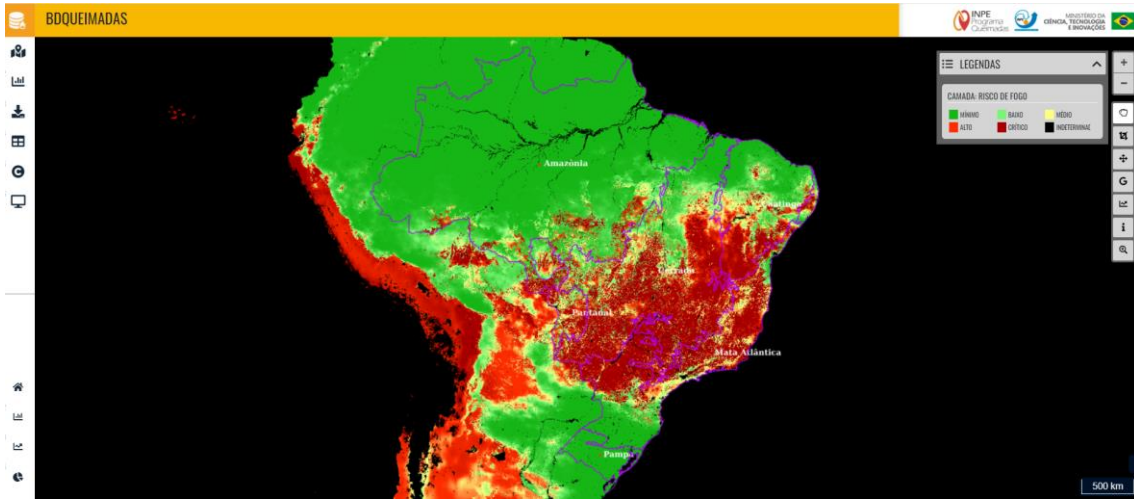 BDQUEIMADAS
INPE
Programa
Queimadas
MINISTÉRIO DA
CIÊNCIA, TECNOLOGIA
E INOVAÇÕES
LEGENDAS
CAMADA: RISCO DE FOGO
MÍNIMO BAIXO MÉDIO
ALTO CRÍTICO INDETERMINAE
Amazônia
Caatinga
Cerrado
Pantanal
Mata Atlântica
Pampa
500 km